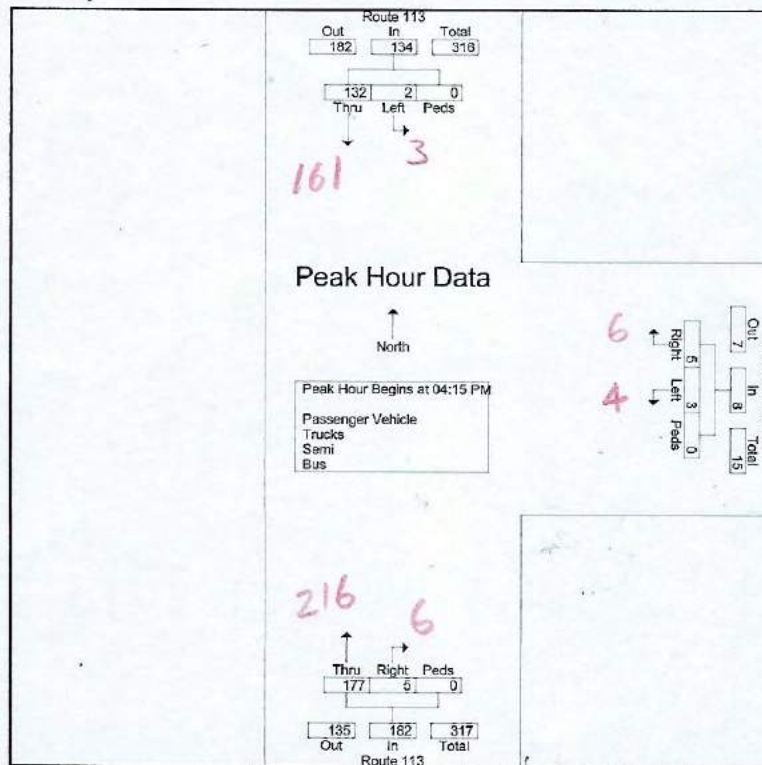 Route 113
Out In Total
182 134 316
132 2 0
Thru Left Peds
161 3
Peak Hour Data
North
Peak Hour Begins at 04:15 PM
Passenger Vehicle
Trucks
Semi
Bus
6
4
Right Left Peds
5 3 0
Out In Total
7 8 15
216 6
Thru Right Peds
177 5 0
135 182 317
Out In Total
Route 113